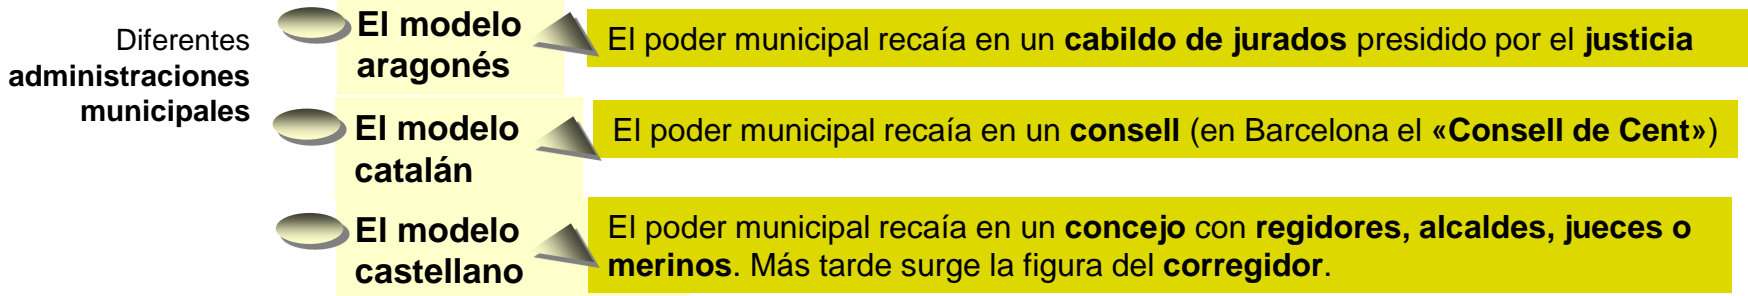 Diferentes
administraciones
municipales
El modelo
aragonés
El poder municipal recaía en un cabildo de jurados presidido por el justicia
El modelo
catalán
El poder municipal recaía en un consell (en Barcelona el «Consell de Cent»)
El modelo
castellano
El poder municipal recaía en un concejo con regidores, alcaldes, jueces o
merinos. Más tarde surge la figura del corregidor.